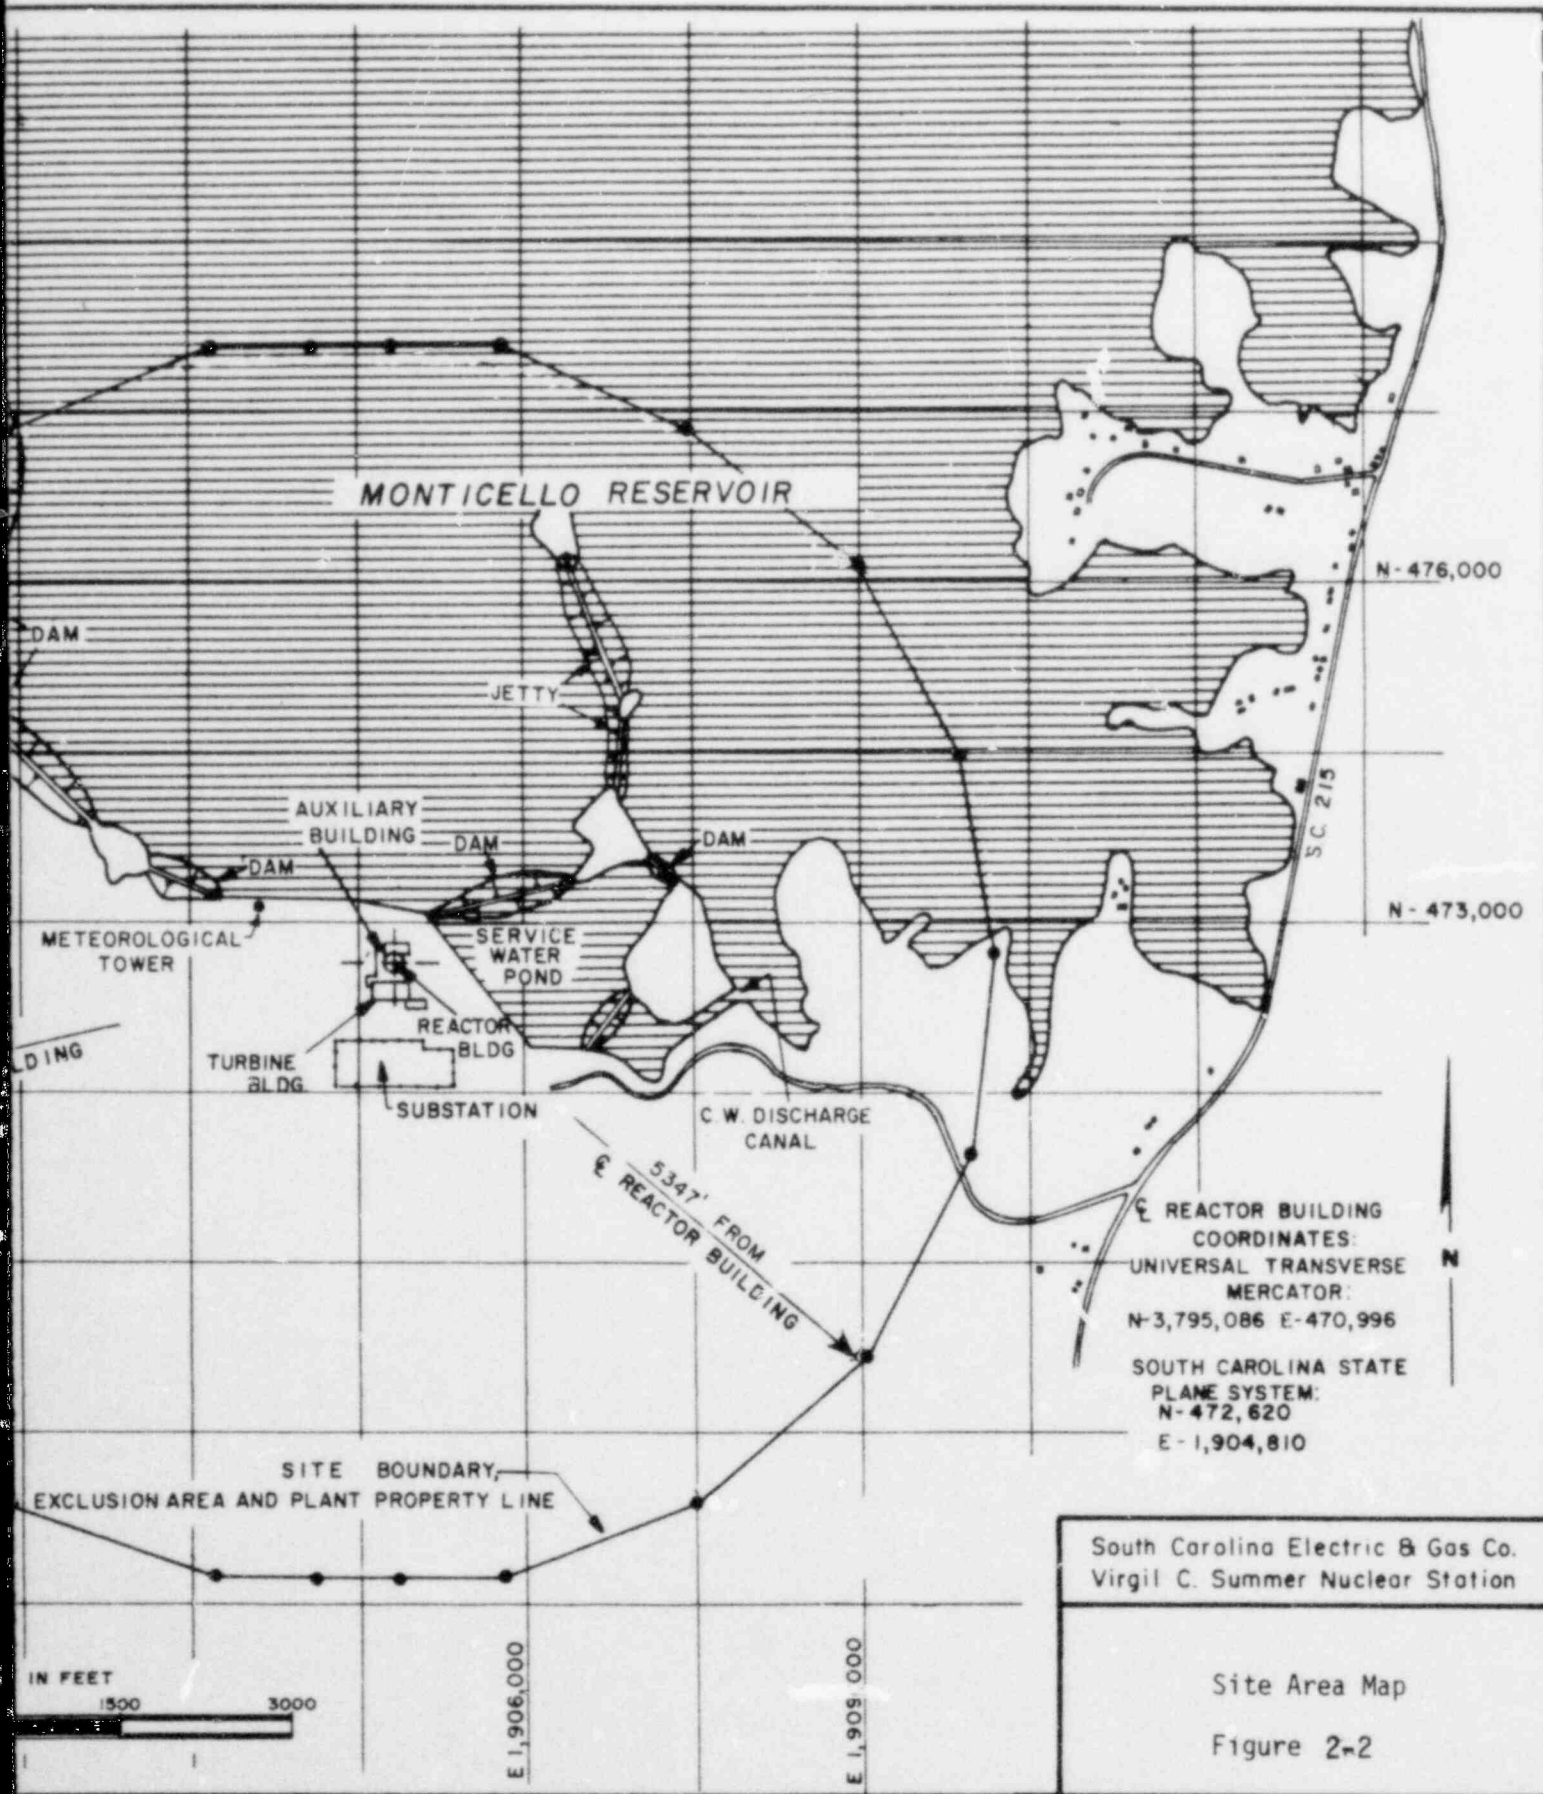 MONTICELLO RESERVOIR
N-476,000
DAM
JETTY
S.C. 215
AUXILIARY
BUILDING
DAM
DAM
DAM
N-473,000
METEOROLOGICAL
TOWER
SERVICE
WATER
POND
REACTOR
BLDG
LDING
TURBINE
BLDG.
SUBSTATION
C.W. DISCHARGE
CANAL
5347' FROM
℄ REACTOR BUILDING
℄ REACTOR BUILDING
COORDINATES:
UNIVERSAL TRANSVERSE
MERCATOR:
N-3,795,086 E-470,996
N
SOUTH CAROLINA STATE
PLANE SYSTEM:
N-472,620
E-1,904,810
SITE BOUNDARY,
EXCLUSION AREA AND PLANT PROPERTY LINE
South Carolina Electric & Gas Co.
Virgil C. Summer Nuclear Station
IN FEET
1500 3000
E 1,906,000
E 1,909,000
Site Area Map
Figure 2-2